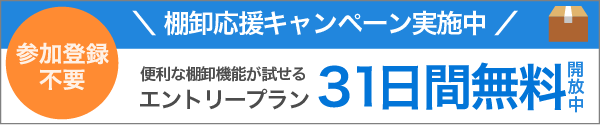 ＼ 棚卸応援キャンペーン実施中 ／
参加登録
不要
便利な棚卸機能が試せる
エントリープラン
31日間無料
開放中